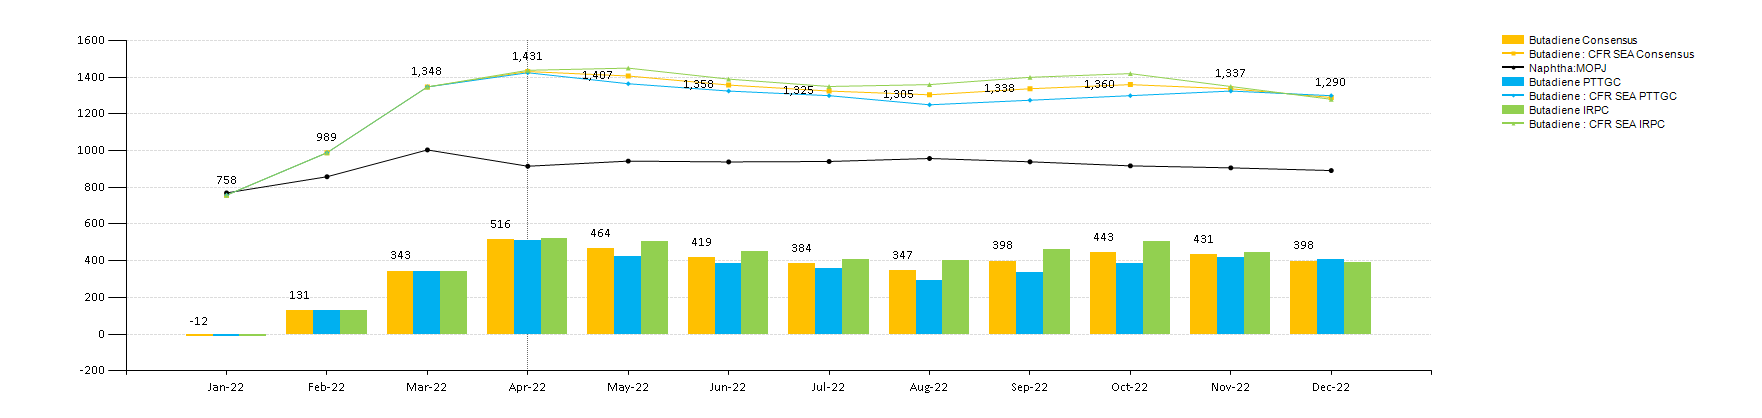 1600
1400
1200
1000
800
600
400
200
0
-200
758
989
1,348
1,431
1,407
1,358
1,325
1,305
1,338
1,360
1,337
1,290
-12
131
343
516
464
419
384
347
398
443
431
398
Jan-22
Feb-22
Mar-22
Apr-22
May-22
Jun-22
Jul-22
Aug-22
Sep-22
Oct-22
Nov-22
Dec-22
Butadiene Consensus
Butadiene : CFR SEA Consensus
Naphtha:MOPJ
Butadiene PTTGC
Butadiene : CFR SEA PTTGC
Butadiene IRPC
Butadiene : CFR SEA IRPC